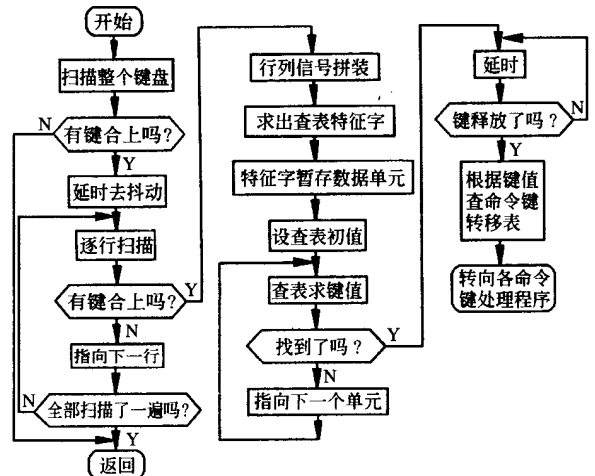 开始
扫描整个键盘
N
有键合上吗?
Y
延时去抖动
逐行扫描
有键合上吗?
Y
N
指向下一行
N
全部扫描了一遍吗?
Y
返回
行列信号拼装
求出查表特征字
特征字暂存数据单元
设查表初值
查表求键值
找到了吗?
Y
N
指向下一个单元
延时
N
键释放了吗?
Y
根据键值
查命令键
转移表
转向各命令
键处理程序